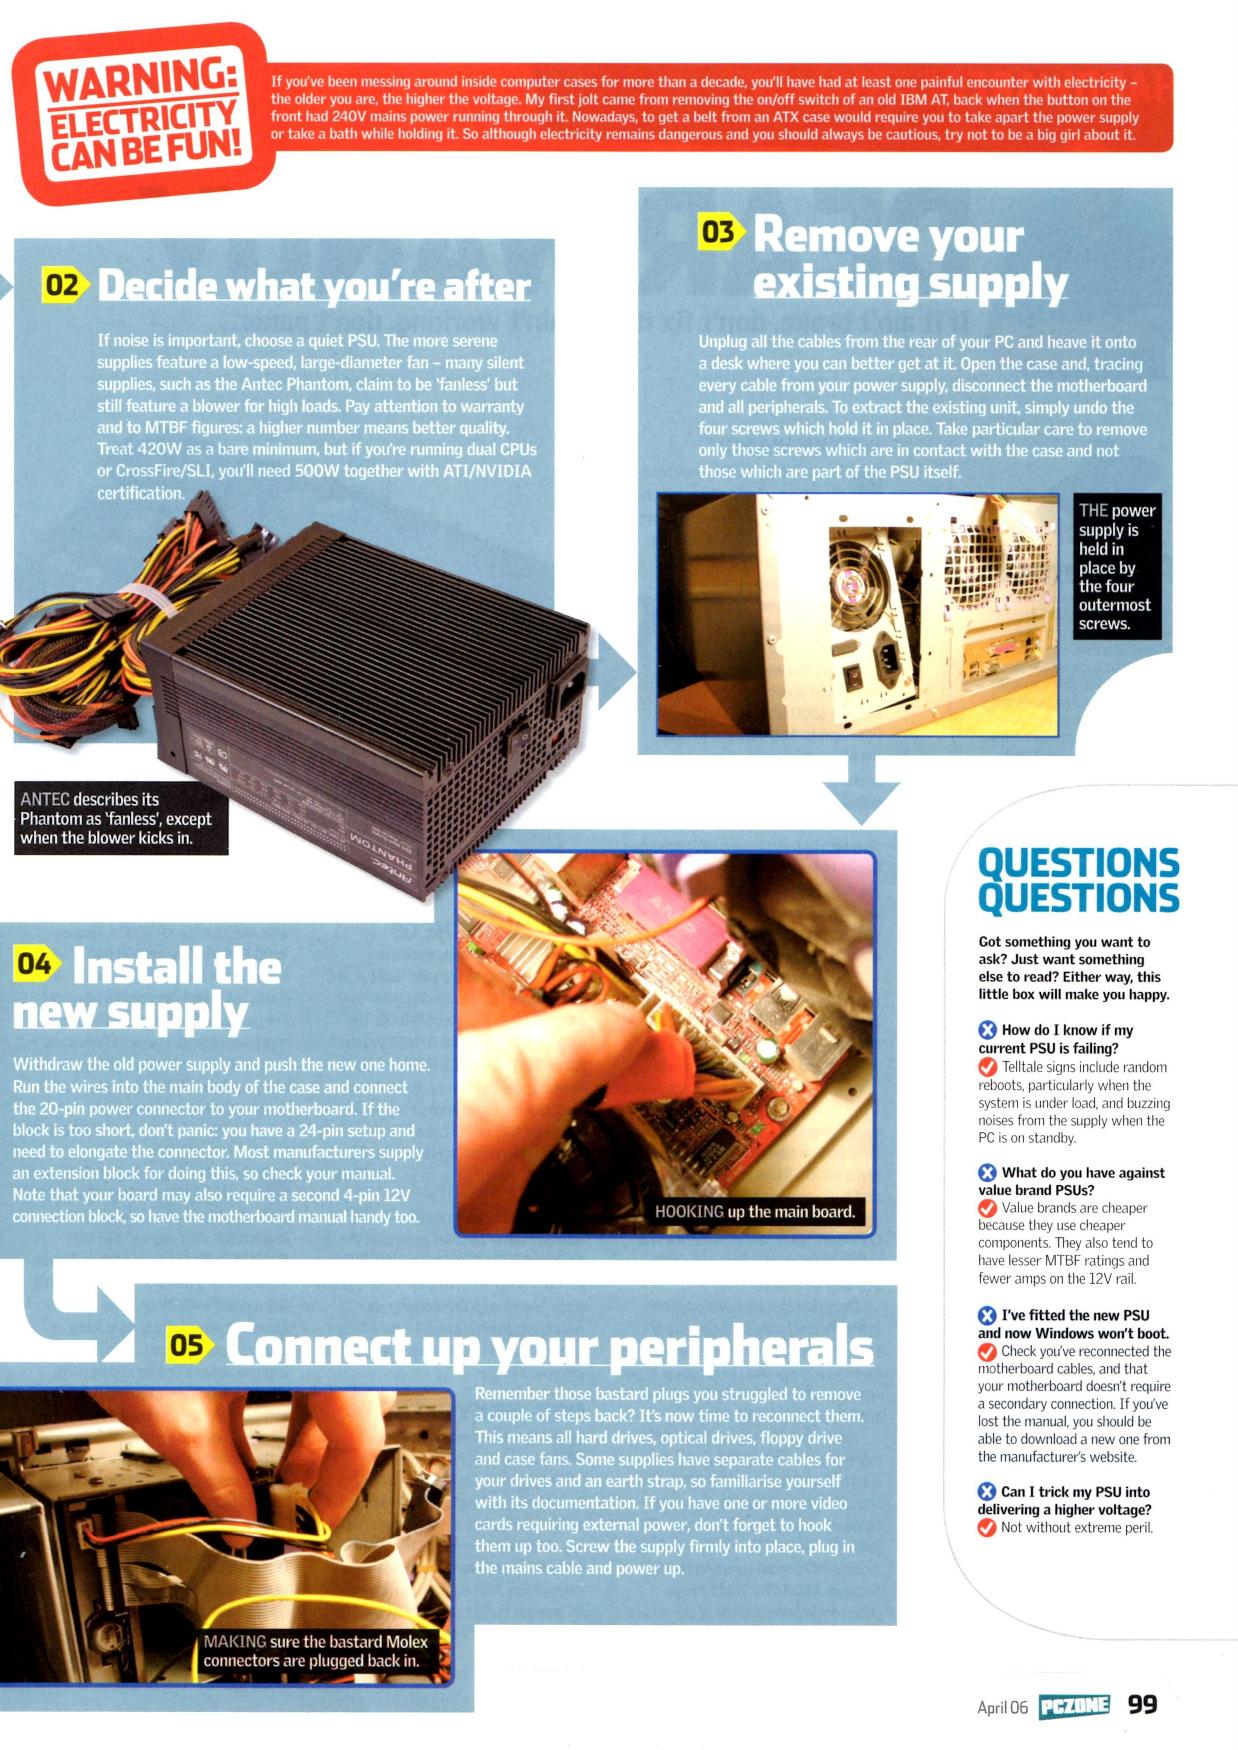 WARNING:
ELECTRICITY
CAN BE FUN!
If you've been messing around inside computer cases for more than a decade, you'll have had at least one painful encounter with electricity –
the older you are, the higher the voltage. My first jolt came from removing the on/off switch of an old IBM AT, back when the button on the
front had 240V mains power running through it. Nowadays, to get a belt from an ATX case would require you to take apart the power supply
or take a bath while holding it. So although electricity remains dangerous and you should always be cautious, try not to be a big girl about it.
02 Decide what you're after
If noise is important, choose a quiet PSU. The more serene
supplies feature a low-speed, large-diameter fan – many silent
supplies, such as the Antec Phantom, claim to be 'fanless' but
still feature a blower for high loads. Pay attention to warranty
and to MTBF figures: a higher number means better quality.
Treat 420W as a bare minimum, but if you're running dual CPUs
or CrossFire/SLI, you'll need 500W together with ATI/NVIDIA
certification.
Antec
PHANTOM
ANTEC describes its
Phantom as 'fanless', except
when the blower kicks in.
03 Remove your
existing supply
Unplug all the cables from the rear of your PC and heave it onto
a desk where you can better get at it. Open the case and, tracing
every cable from your power supply, disconnect the motherboard
and all peripherals. To extract the existing unit, simply undo the
four screws which hold it in place. Take particular care to remove
only those screws which are in contact with the case and not
those which are part of the PSU itself.
THE power
supply is
held in
place by
the four
outermost
screws.
04 Install the
new supply
Withdraw the old power supply and push the new one home.
Run the wires into the main body of the case and connect
the 20-pin power connector to your motherboard. If the
block is too short, don't panic: you have a 24-pin setup and
need to elongate the connector. Most manufacturers supply
an extension block for doing this, so check your manual.
Note that your board may also require a second 4-pin 12V
connection block, so have the motherboard manual handy too.
HOOKING up the main board.
05 Connect up your peripherals
Remember those bastard plugs you struggled to remove
a couple of steps back? It's now time to reconnect them.
This means all hard drives, optical drives, floppy drive
and case fans. Some supplies have separate cables for
your drives and an earth strap, so familiarise yourself
with its documentation. If you have one or more video
cards requiring external power, don't forget to hook
them up too. Screw the supply firmly into place, plug in
the mains cable and power up.
MAKING sure the bastard Molex
connectors are plugged back in.
QUESTIONS
QUESTIONS
Got something you want to
ask? Just want something
else to read? Either way, this
little box will make you happy.
How do I know if my
current PSU is failing?
Telltale signs include random
reboots, particularly when the
system is under load, and buzzing
noises from the supply when the
PC is on standby.
What do you have against
value brand PSUs?
Value brands are cheaper
because they use cheaper
components. They also tend to
have lesser MTBF ratings and
fewer amps on the 12V rail.
I've fitted the new PSU
and now Windows won't boot.
Check you've reconnected the
motherboard cables, and that
your motherboard doesn't require
a secondary connection. If you've
lost the manual, you should be
able to download a new one from
the manufacturer's website.
Can I trick my PSU into
delivering a higher voltage?
Not without extreme peril.
April 06 PCZONE 99